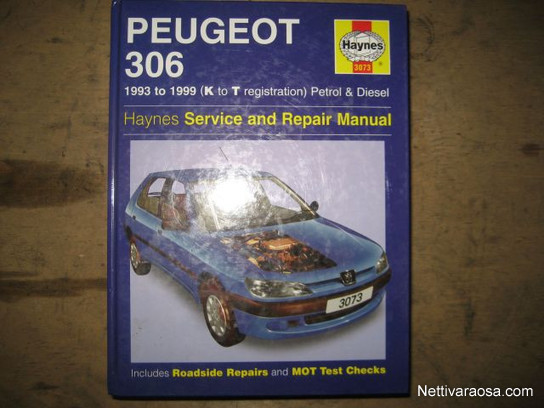 PEUGEOT
306
Haynes
3073
®
1993 to 1999 (K to T registration) Petrol & Diesel
Haynes Service and Repair Manual
3073
Includes Roadside Repairs and MOT Test Checks
Nettivaraosa.com